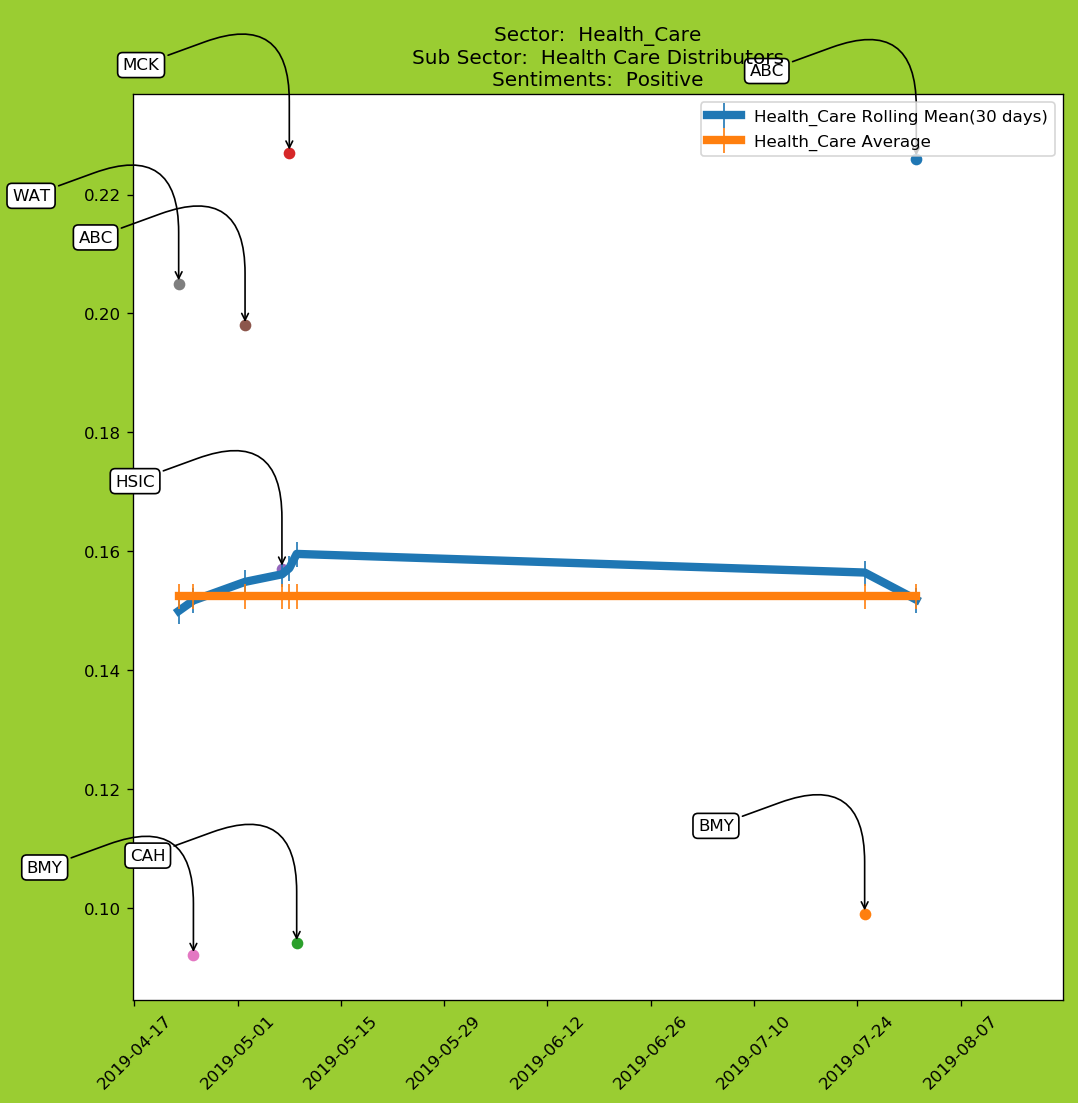 Sector:  Health_Care
Sub Sector:  Health Care Distributors
Sentiments:  Positive
MCK
ABC
Health_Care Rolling Mean(30 days)
Health_Care Average
WAT
0.22
ABC
0.20
0.18
HSIC
0.16
0.14
0.12
BMY
CAH
BMY
0.10
2019-04-17
2019-05-01
2019-05-15
2019-05-29
2019-06-12
2019-06-26
2019-07-10
2019-07-24
2019-08-07